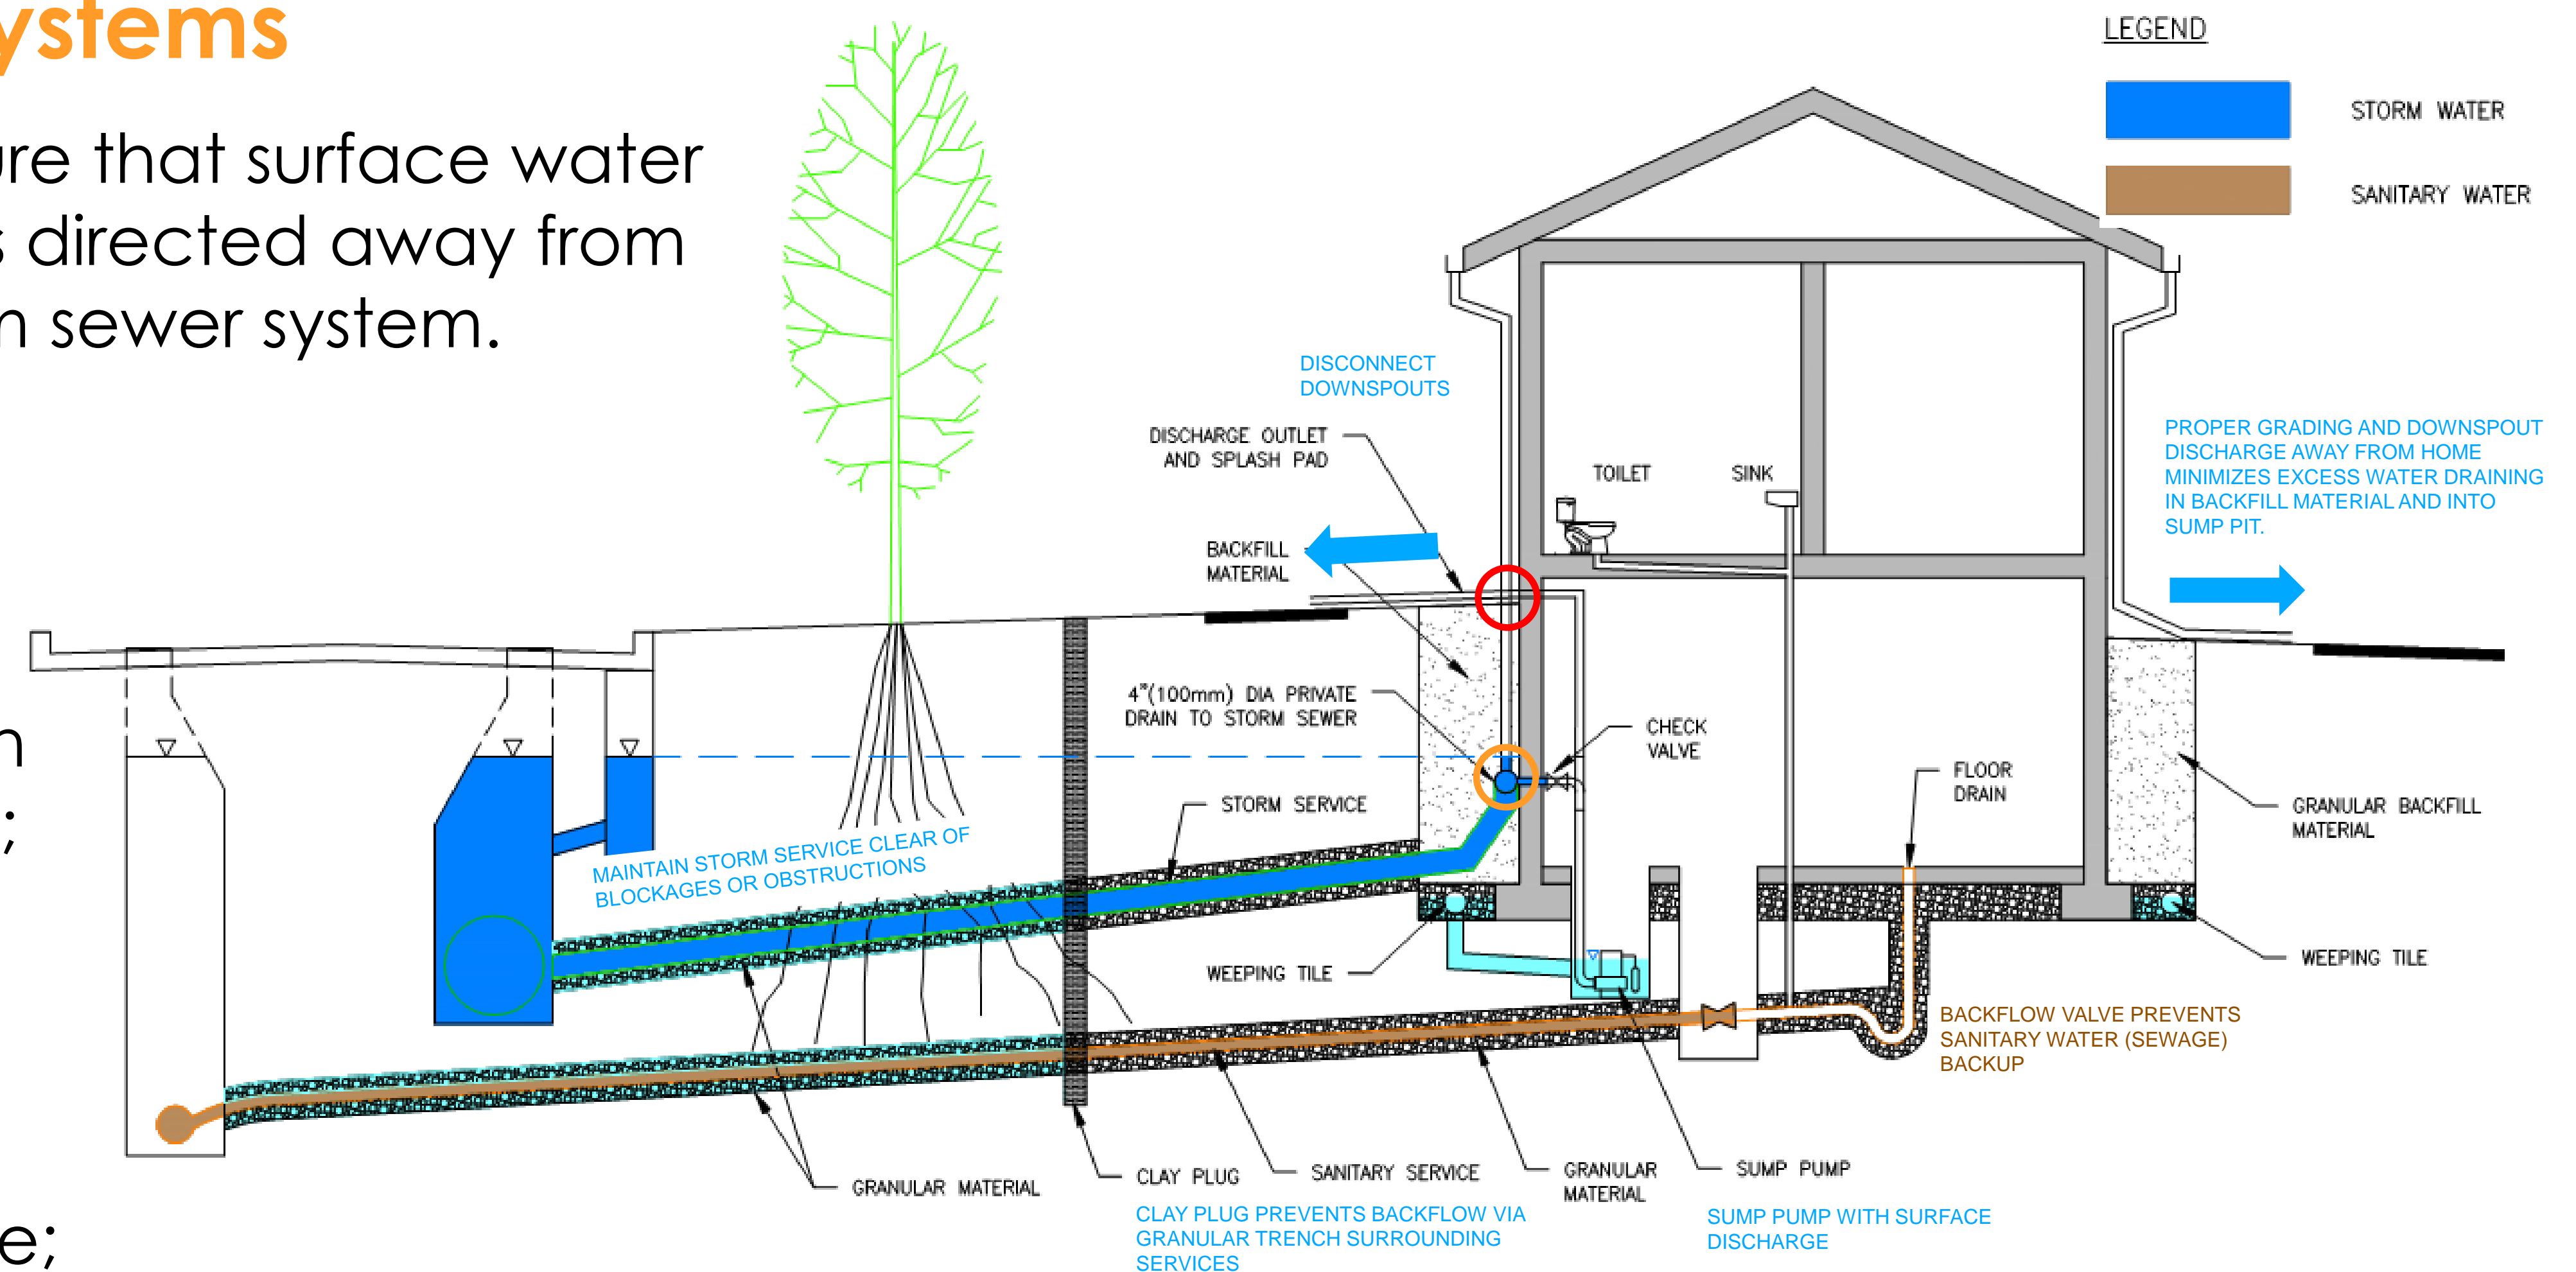 ystems
ure that surface water
s directed away from
n sewer system.
n
;
e;
LEGEND
STORM WATER
SANITARY WATER
DISCONNECT
DOWNSPOUTS
DISCHARGE OUTLET
AND SPLASH PAD
BACKFILL
MATERIAL
4"(100mm) DIA PRIVATE
DRAIN TO STORM SEWER
TOILET
SINK
PROPER GRADING AND DOWNSPOUT
DISCHARGE AWAY FROM HOME
MINIMIZES EXCESS WATER DRAINING
IN BACKFILL MATERIAL AND INTO
SUMP PIT.
CHECK
VALVE
FLOOR
DRAIN
GRANULAR BACKFILL
MATERIAL
STORM SERVICE
MAINTAIN STORM SERVICE CLEAR OF
BLOCKAGES OR OBSTRUCTIONS
WEEPING TILE
WEEPING TILE
BACKFLOW VALVE PREVENTS
SANITARY WATER (SEWAGE)
BACKUP
GRANULAR MATERIAL
CLAY PLUG
SANITARY SERVICE
GRANULAR
MATERIAL
SUMP PUMP
CLAY PLUG PREVENTS BACKFLOW VIA
GRANULAR TRENCH SURROUNDING
SERVICES
SUMP PUMP WITH SURFACE
DISCHARGE